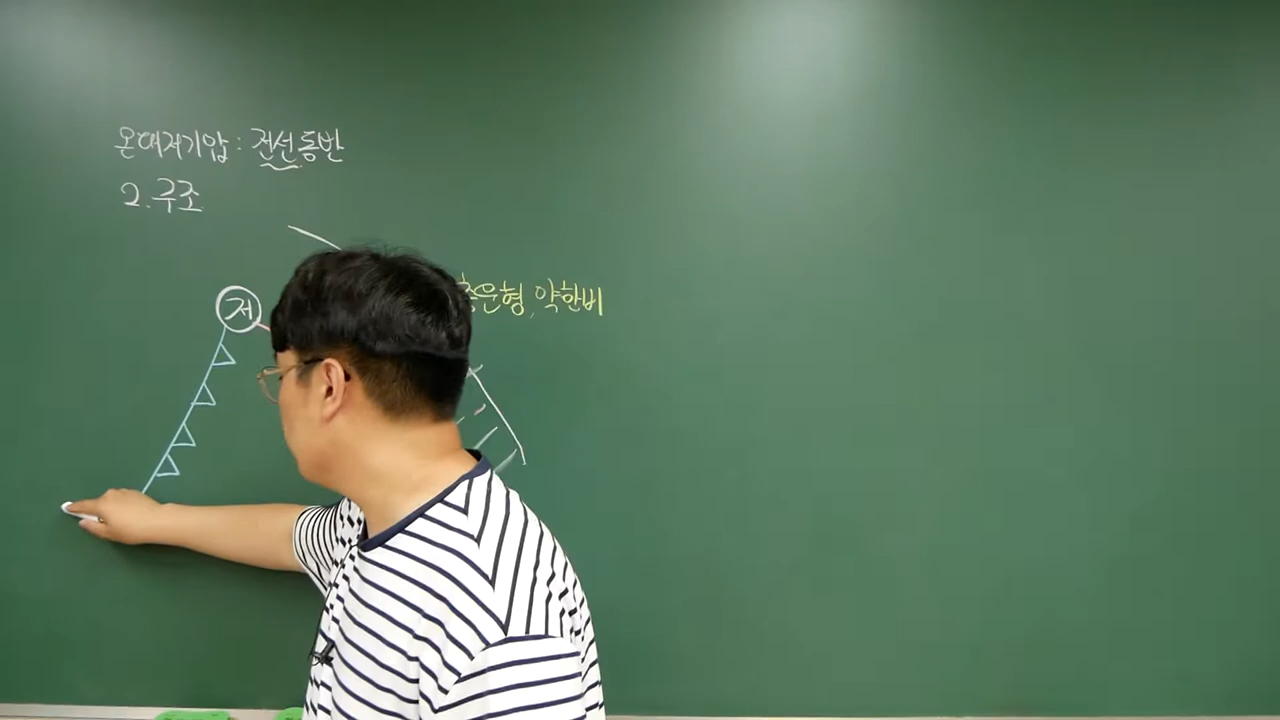 온대저기압 : 전선동반
2. 구조
저
층운형, 약한비